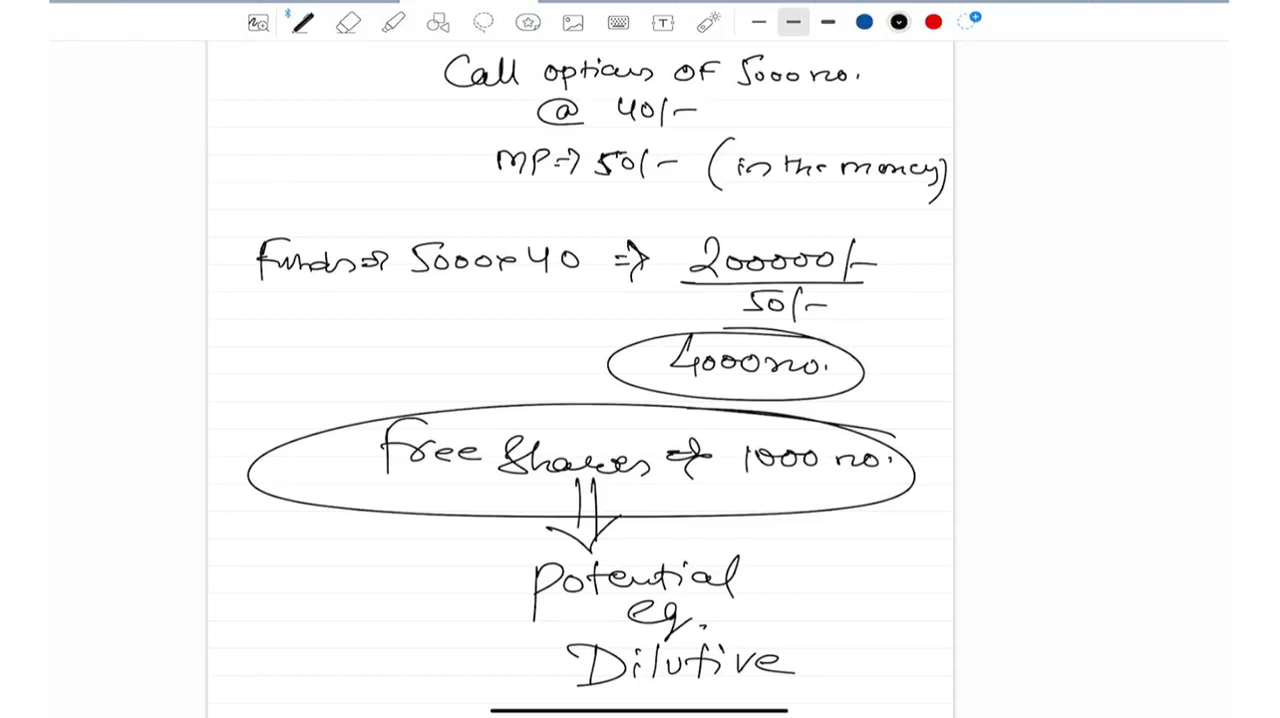 Call options of 5000 no.
@ 40/-
MP => 50/- (in the money)
Funds => 5000 x 40 => 200000/-
50/-
4000 no.
free Shares of 1000 no.
Potential
eq.
Dilutive